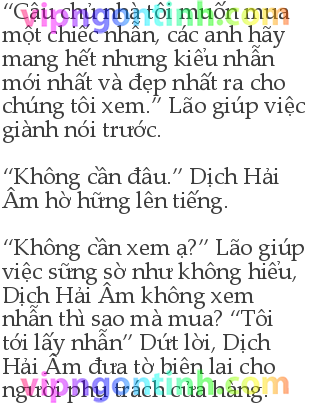 “Cậu chủ nhà tôi muốn mua
một chiếc nhẫn, các anh hãy
mang hết nhưng kiểu nhẫn
mới nhất và đẹp nhất ra cho
chúng tôi xem.” Lão giúp việc
giành nói trước.
“Không cần đâu.” Dịch Hải
Âm hờ hững lên tiếng.
“Không cần xem ạ?” Lão giúp
việc sững sờ như không hiểu,
Dịch Hải Âm không xem
nhẫn thì sao mà mua? “Tôi
tới lấy nhẫn” Dứt lời, Dịch
Hải Âm đưa tờ biên lai cho
người phụ trách cửa hàng.
vipngontinh.com
vipngontinh.com